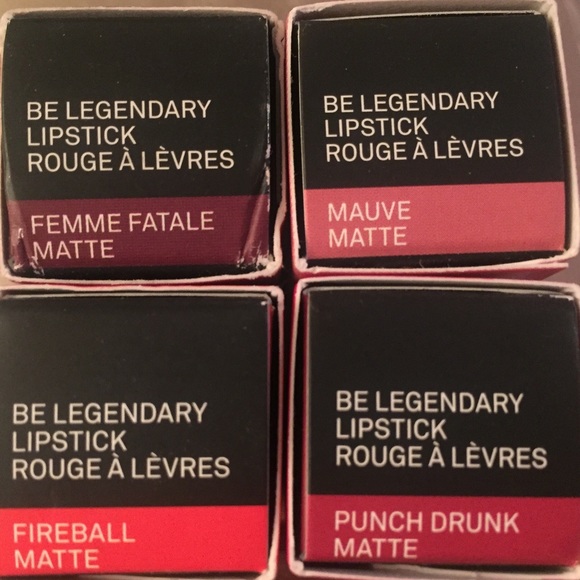 BE LEGENDARY
LIPSTICK
ROUGE À LÈVRES
FEMME FATALE
MATTE
BE LEGENDARY
LIPSTICK
ROUGE À LÈVRES
MAUVE
MATTE
BE LEGENDARY
LIPSTICK
ROUGE À LÈVRES
FIREBALL
MATTE
BE LEGENDARY
LIPSTICK
ROUGE À LÈVRES
PUNCH DRUNK
MATTE